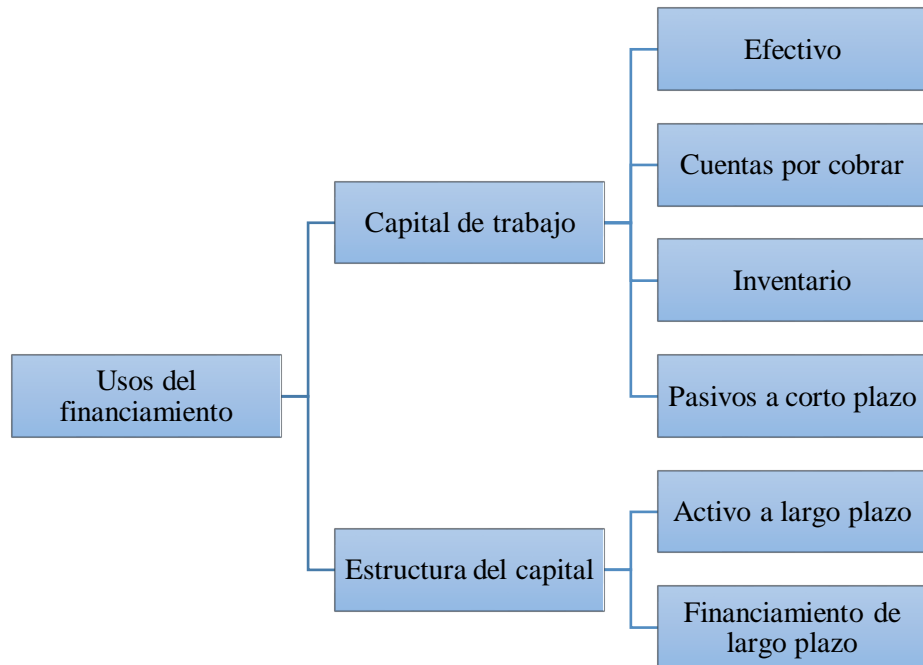 Usos del
financiamiento
Capital de trabajo
Efectivo
Cuentas por cobrar
Inventario
Pasivos a corto plazo
Estructura del capital
Activo a largo plazo
Financiamiento de
largo plazo